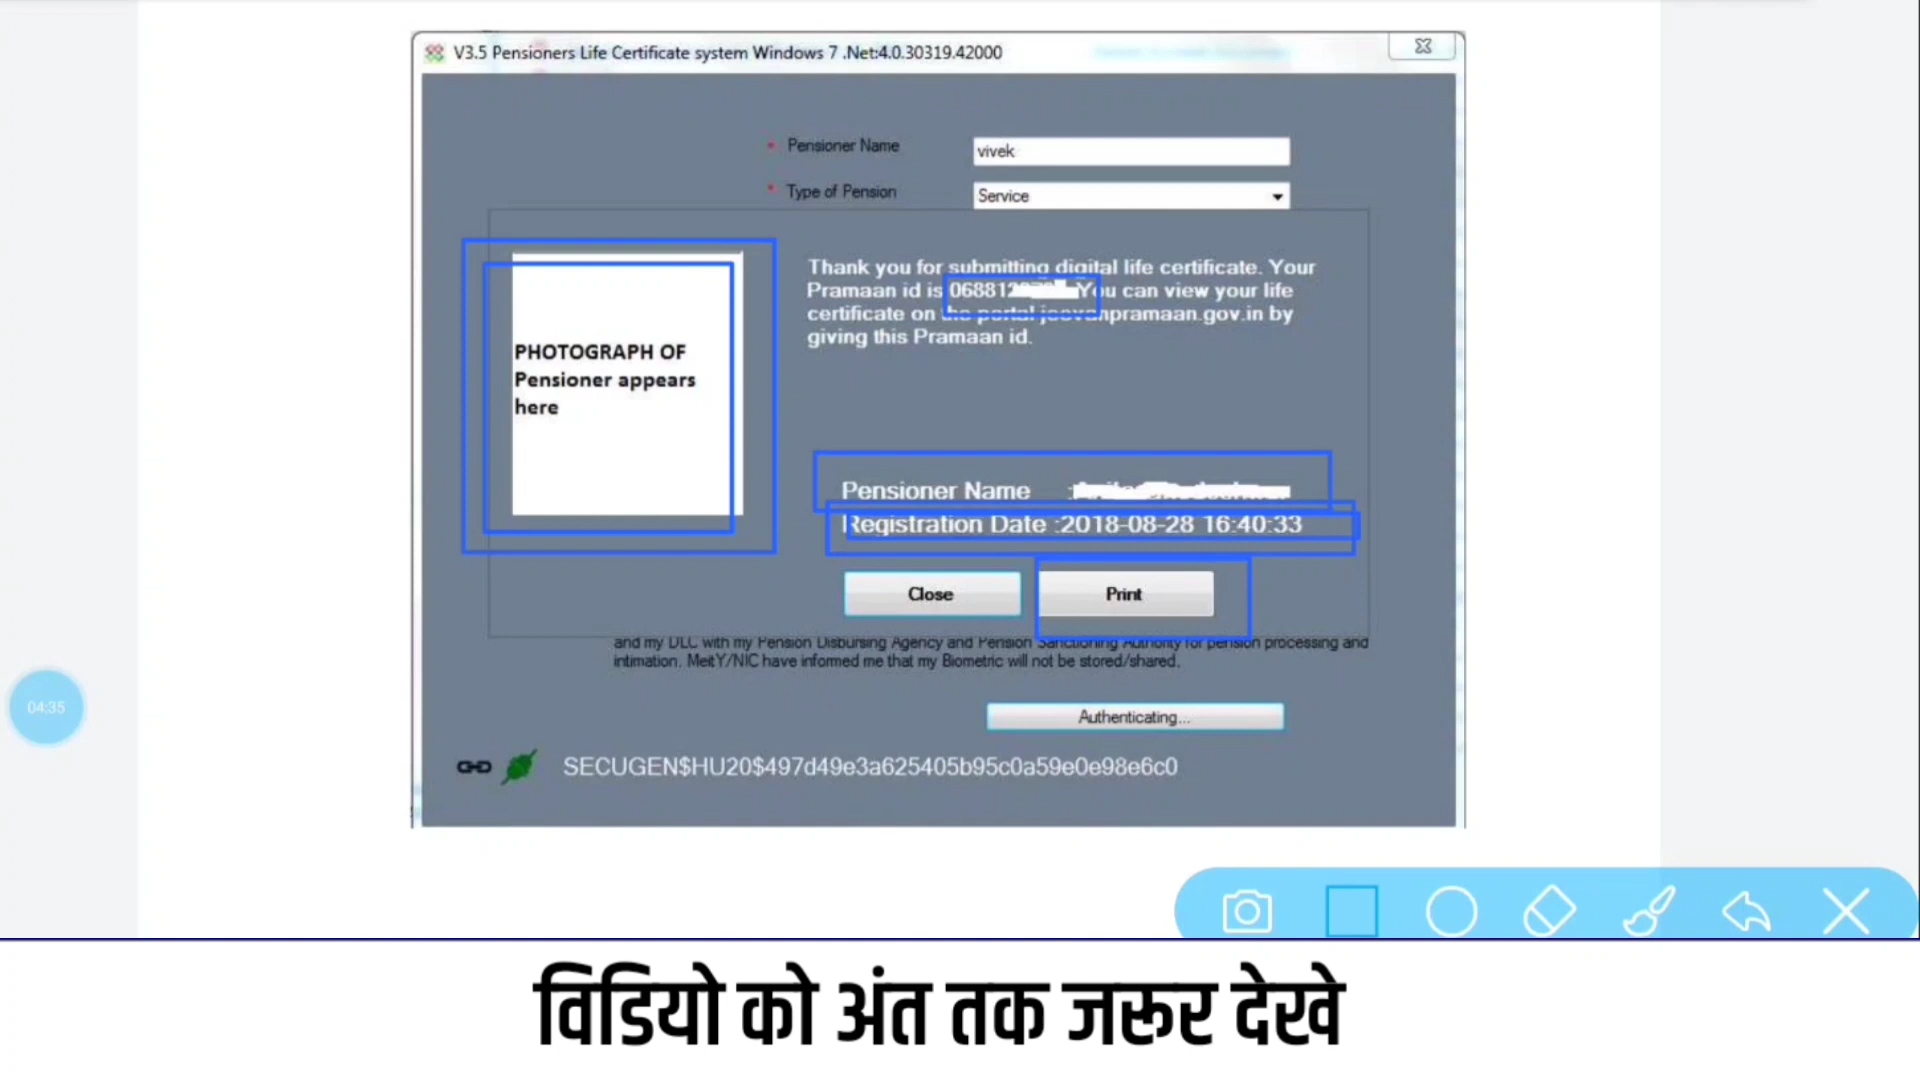 V3.5 Pensioners Life Certificate system Windows 7 .Net:4.0.30319.42000
* Pensioner Name
vivek
* Type of Pension
Service
PHOTOGRAPH OF
Pensioner appears
here
Thank you for submitting digital life certificate. Your
Pramaan id is 06881 You can view your life
certificate on the portal jeevanpramaan.gov.in by
giving this Pramaan id.
Pensioner Name :
Registration Date :2018-08-28 16:40:33
Close
Print
and my DLC with my Pension Disbursing Agency and Pension Sanctioning Authority for pension processing and
intimation. MeitY/NIC have informed me that my Biometric will not be stored/shared.
Authenticating...
SECUGEN$HU20$497d49e3a625405b95c0a59e0e98e6c0
04:35
विडियो को अंत तक जरूर देखे